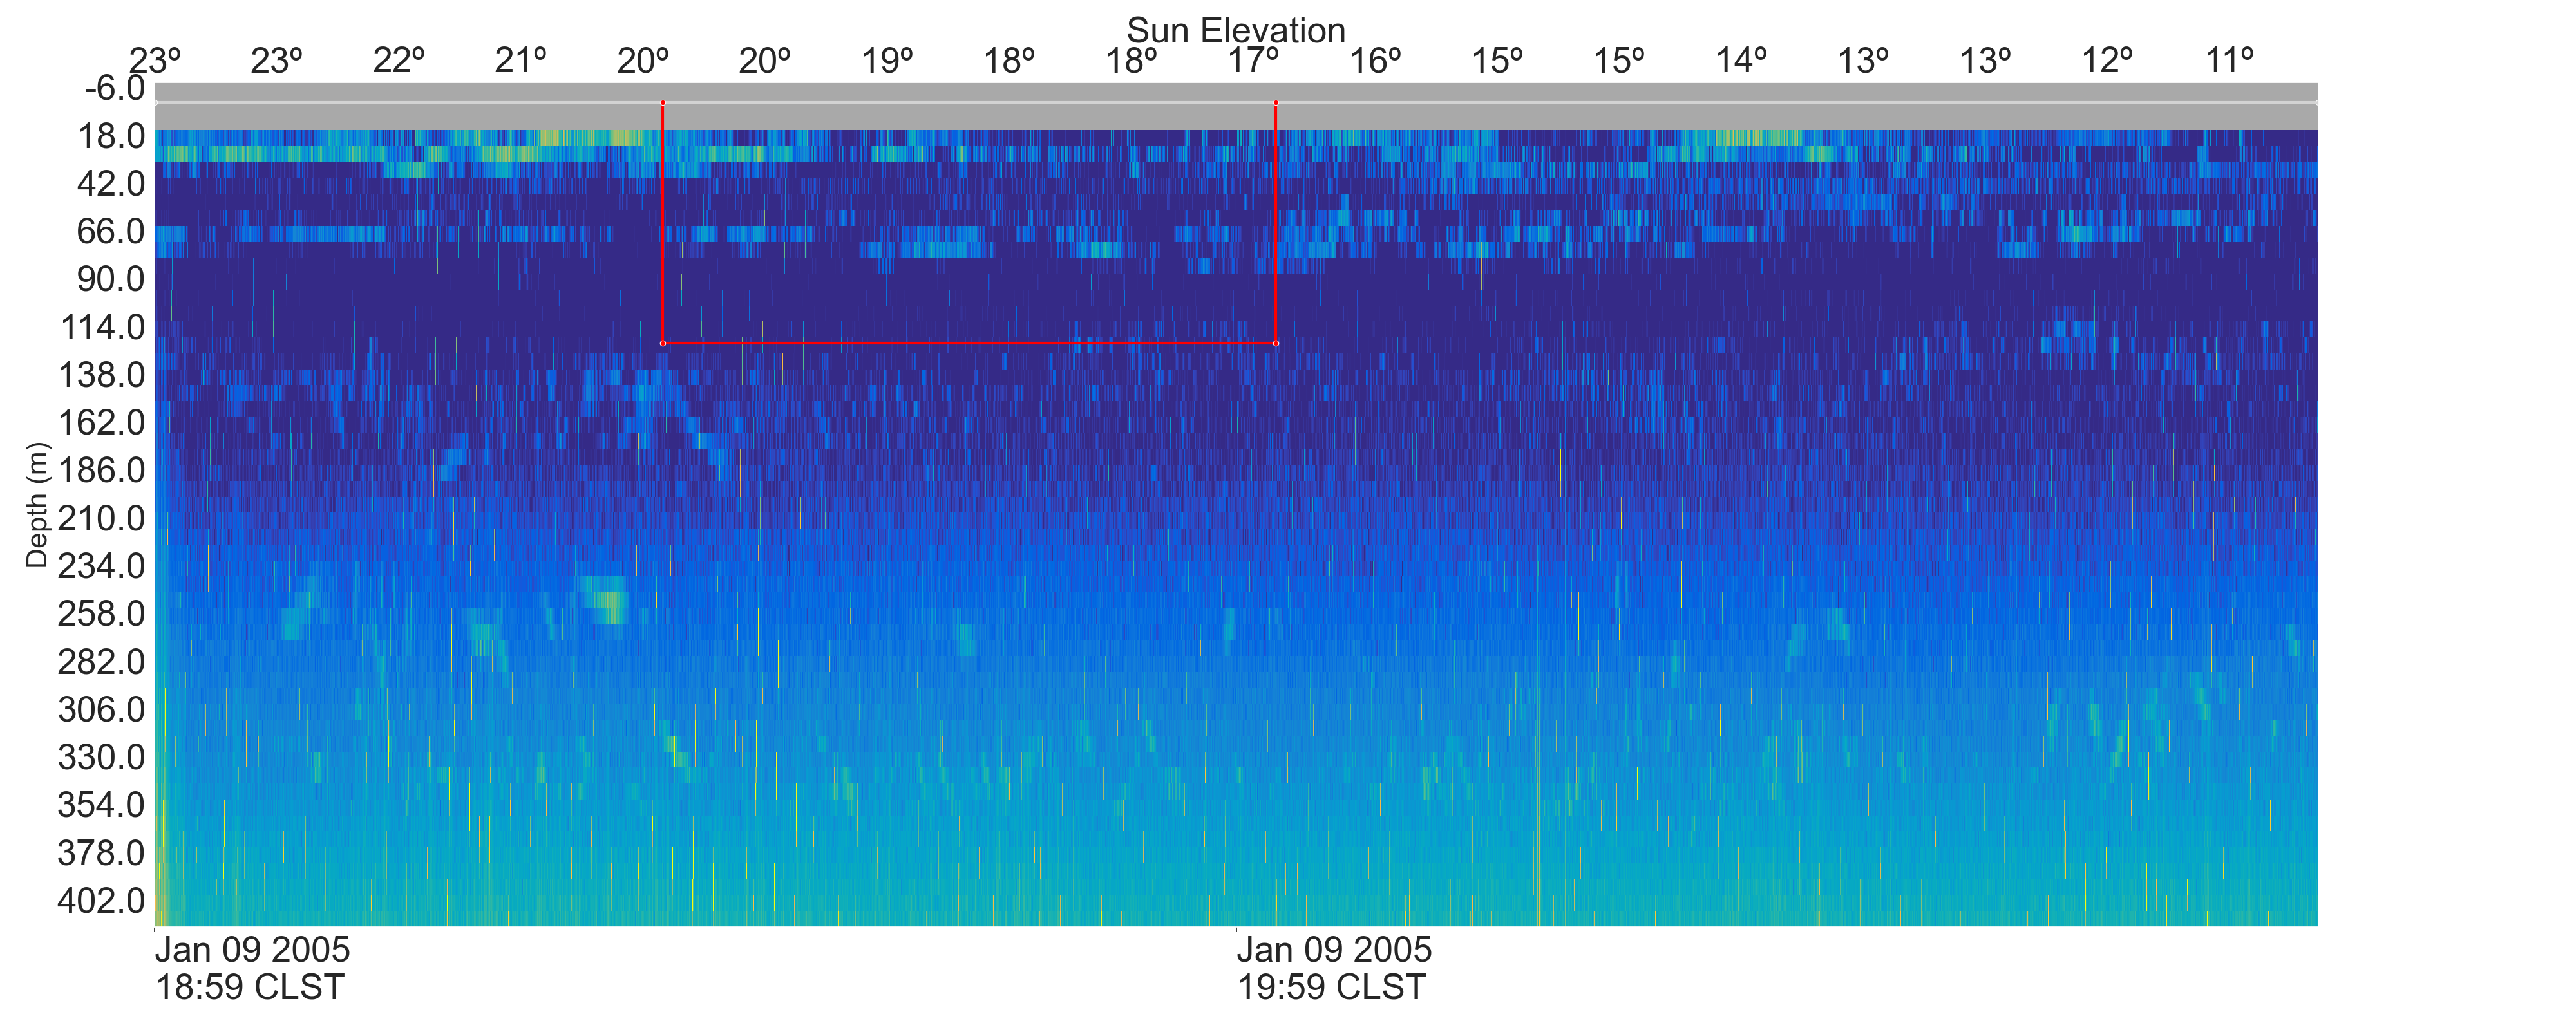 Sun Elevation
23º 23º 22º 21º 20º 20º 19º 18º 18º 17º 16º 15º 15º 14º 13º 13º 12º 11º
-6.0
18.0
42.0
66.0
90.0
114.0
138.0
162.0
186.0
210.0
234.0
258.0
282.0
306.0
330.0
354.0
378.0
402.0
Depth (m)
Jan 09 2005
18:59 CLST
Jan 09 2005
19:59 CLST